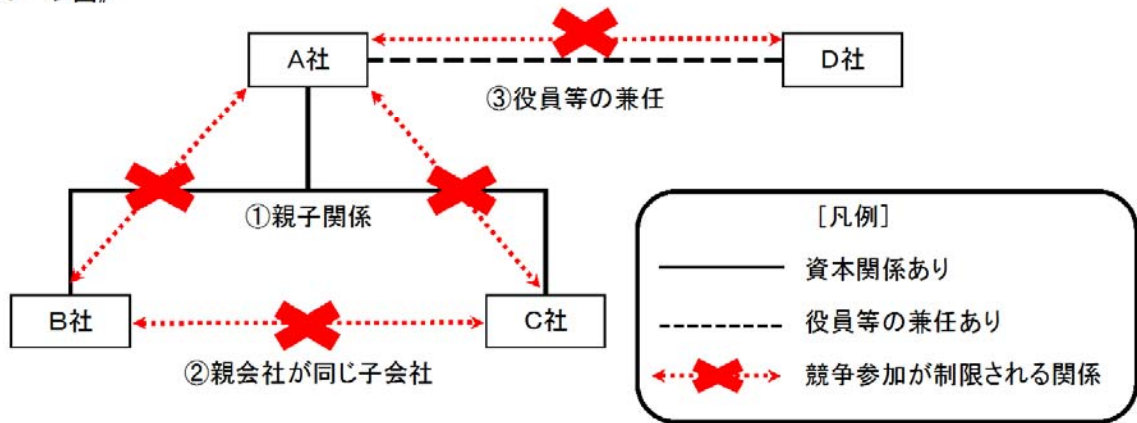 A社
D社
③役員等の兼任
①親子関係
B社
C社
②親会社が同じ子会社
[凡例]
資本関係あり
役員等の兼任あり
競争参加が制限される関係